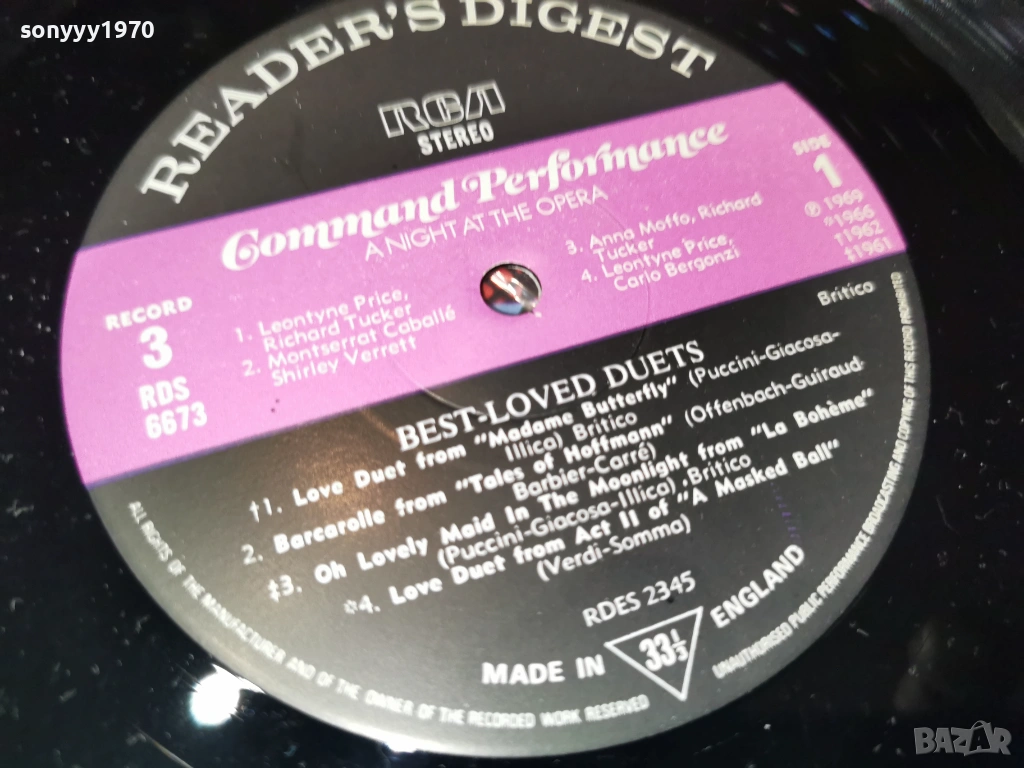 sonyyy1970
READER'S DIGEST
RCA
STEREO
Command Performance
A NIGHT AT THE OPERA
SIDE
1
℗ 1969
*1966
†1962
‡1961
RECORD
3
RDS
6673
1. Leontyne Price,
Richard Tucker
2. Montserrat Caballé
Shirley Verrett
3. Anna Moffo, Richard
Tucker
4. Leontyne Price,
Carlo Bergonzi
Britico
BEST-LOVED DUETS
†1. Love Duet from "Madame Butterfly" (Puccini-Giacosa-
Illica) Britico
2. Barcarolle from "Tales of Hoffmann" (Offenbach-Guiraud-
Barbier-Carré)
‡3. Oh Lovely Maid In The Moonlight from "La Bohème"
(Puccini-Giacosa-Illica) Britico
*4. Love Duet from Act II of "A Masked Ball"
(Verdi-Somma)
RDES 2345
MADE IN
33 1/3
ENGLAND
ALL RIGHTS OF THE MANUFACTURER AND OF THE OWNER OF THE RECORDED WORK RESERVED
UNAUTHORISED PUBLIC PERFORMANCE BROADCASTING AND COPYING OF THIS RECORD PROHIBITED
BAZAR